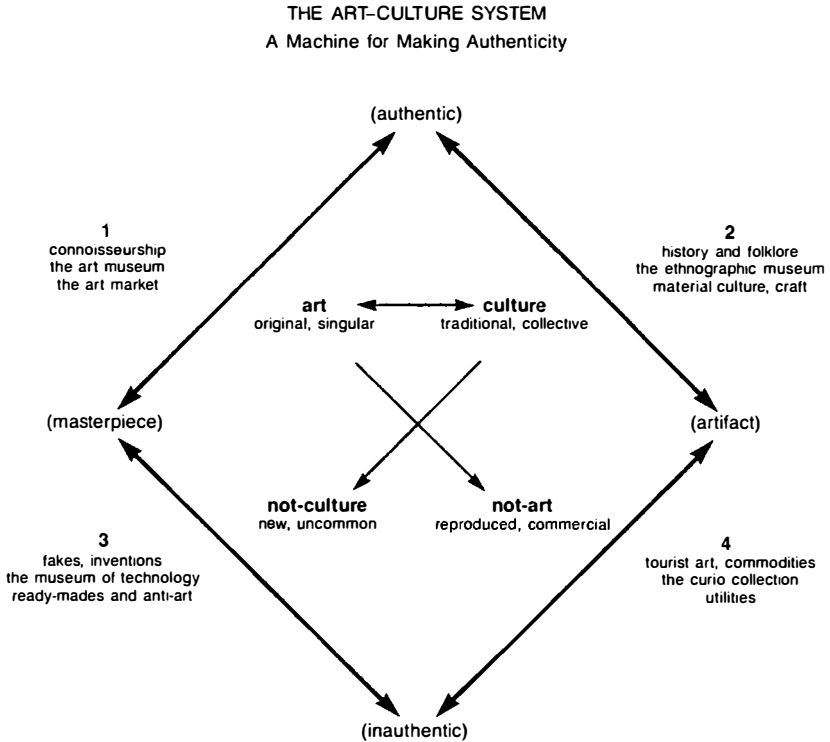 THE ART–CULTURE SYSTEM
A Machine for Making Authenticity
(authentic)
1
connoisseurship
the art museum
the art market
2
history and folklore
the ethnographic museum
material culture, craft
art
original, singular
culture
traditional, collective
(masterpiece)
(artifact)
not-culture
new, uncommon
not-art
reproduced, commercial
3
fakes, inventions
the museum of technology
ready-mades and anti-art
4
tourist art, commodities
the curio collection
utilities
(inauthentic)